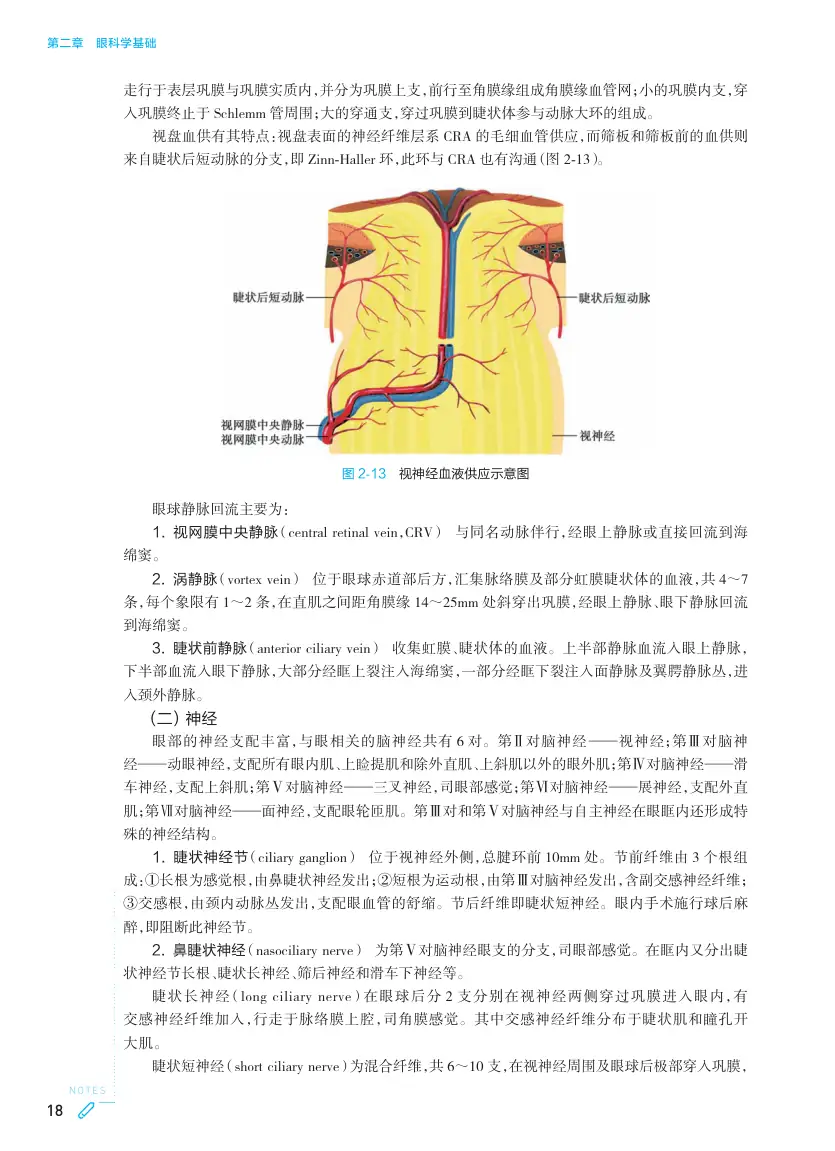 第二章 眼科学基础
走行于表层巩膜与巩膜实质内,并分为巩膜上支,前行至角膜缘组成角膜缘血管网;小的巩膜内支,穿
入巩膜终止于 Schlemm 管周围;大的穿通支,穿过巩膜到睫状体参与动脉大环的组成。
视盘血供有其特点:视盘表面的神经纤维层系 CRA 的毛细血管供应,而筛板和筛板前的血供则
来自睫状后短动脉的分支,即 Zinn-Haller 环,此环与 CRA 也有沟通(图 2-13)。
睫状后短动脉
睫状后短动脉
视网膜中央静脉
视网膜中央动脉
视神经
图 2-13 视神经血液供应示意图
眼球静脉回流主要为:
1. 视网膜中央静脉(central retinal vein,CRV) 与同名动脉伴行,经眼上静脉或直接回流到海
绵窦。
2. 涡静脉(vortex vein) 位于眼球赤道部后方,汇集脉络膜及部分虹膜睫状体的血液,共 4～7
条,每个象限有 1～2 条,在直肌之间距角膜缘 14～25mm 处斜穿出巩膜,经眼上静脉、眼下静脉回流
到海绵窦。
3. 睫状前静脉(anterior ciliary vein) 收集虹膜、睫状体的血液。上半部静脉血流入眼上静脉,
下半部血流入眼下静脉,大部分经眶上裂注入海绵窦,一部分经眶下裂注入面静脉及翼腭静脉丛,进
入颈外静脉。
(二)神经
眼部的神经支配丰富,与眼相关的脑神经共有 6 对。第Ⅱ对脑神经——视神经;第Ⅲ对脑神
经——动眼神经,支配所有眼内肌、上睑提肌和除外直肌、上斜肌以外的眼外肌;第Ⅳ对脑神经——滑
车神经,支配上斜肌;第Ⅴ对脑神经——三叉神经,司眼部感觉;第Ⅵ对脑神经——展神经,支配外直
肌;第Ⅶ对脑神经——面神经,支配眼轮匝肌。第Ⅲ对和第Ⅴ对脑神经与自主神经在眼眶内还形成特
殊的神经结构。
1. 睫状神经节(ciliary ganglion) 位于视神经外侧,总腱环前 10mm 处。节前纤维由 3 个根组
成:①长根为感觉根,由鼻睫状神经发出;②短根为运动根,由第Ⅲ对脑神经发出,含副交感神经纤维;
③交感根,由颈内动脉丛发出,支配眼血管的舒缩。节后纤维即睫状短神经。眼内手术施行球后麻
醉,即阻断此神经节。
2. 鼻睫状神经(nasociliary nerve) 为第Ⅴ对脑神经眼支的分支,司眼部感觉。在眶内又分出睫
状神经节长根、睫状长神经、筛后神经和滑车下神经等。
睫状长神经(long ciliary nerve)在眼球后分 2 支分别在视神经两侧穿过巩膜进入眼内,有
交感神经纤维加入,行走于脉络膜上腔,司角膜感觉。其中交感神经纤维分布于睫状肌和瞳孔开
大肌。
睫状短神经(short ciliary nerve)为混合纤维,共 6～10 支,在视神经周围及眼球后极部穿入巩膜,
NOTES
18